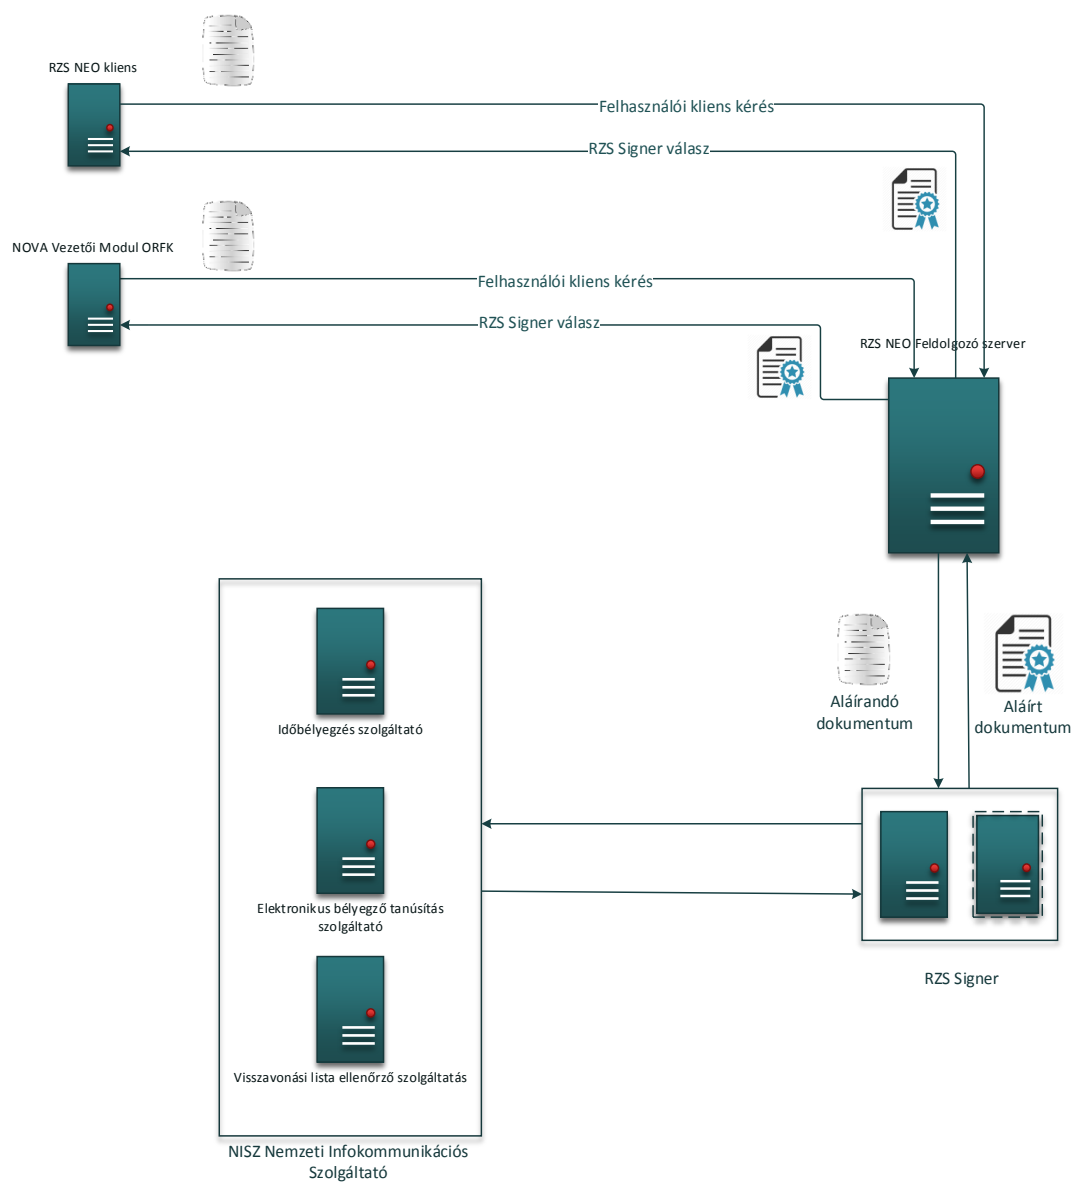 RZS NEO kliens
Felhasználói kliens kérés
RZS Signer válasz
NOVA Vezetői Modul ORFK
Felhasználói kliens kérés
RZS Signer válasz
RZS NEO Feldolgozó szerver
Aláírandó
dokumentum
Aláírt
dokumentum
Időbélyegzés szolgáltató
Elektronikus bélyegző tanúsítás
szolgáltató
RZS Signer
Visszavonási lista ellenőrző szolgáltatás
NISZ Nemzeti Infokommunikációs
Szolgáltató